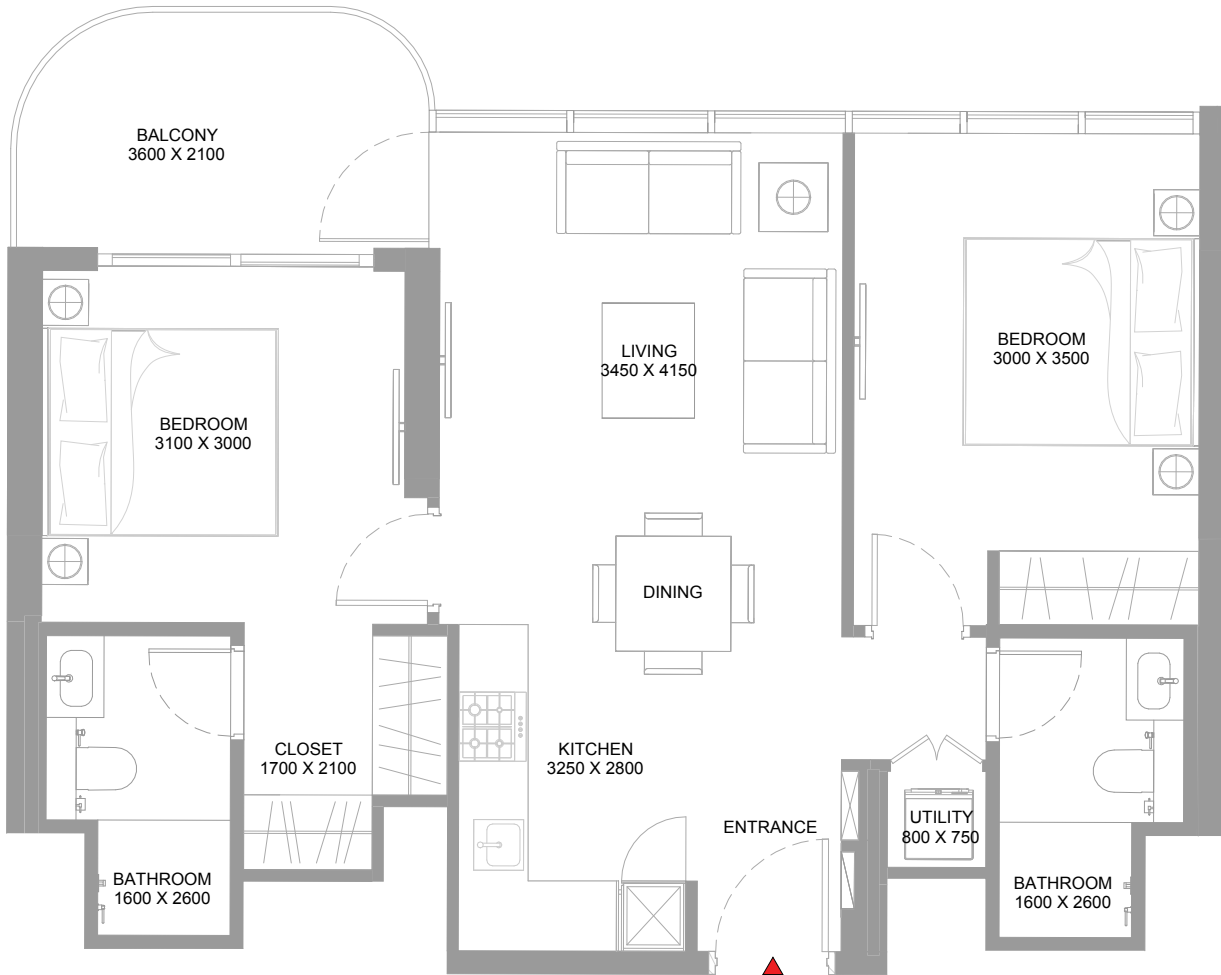 BALCONY
3600 X 2100
LIVING
3450 X 4150
BEDROOM
3000 X 3500
BEDROOM
3100 X 3000
DINING
CLOSET
1700 X 2100
KITCHEN
3250 X 2800
ENTRANCE
UTILITY
800 X 750
BATHROOM
1600 X 2600
BATHROOM
1600 X 2600